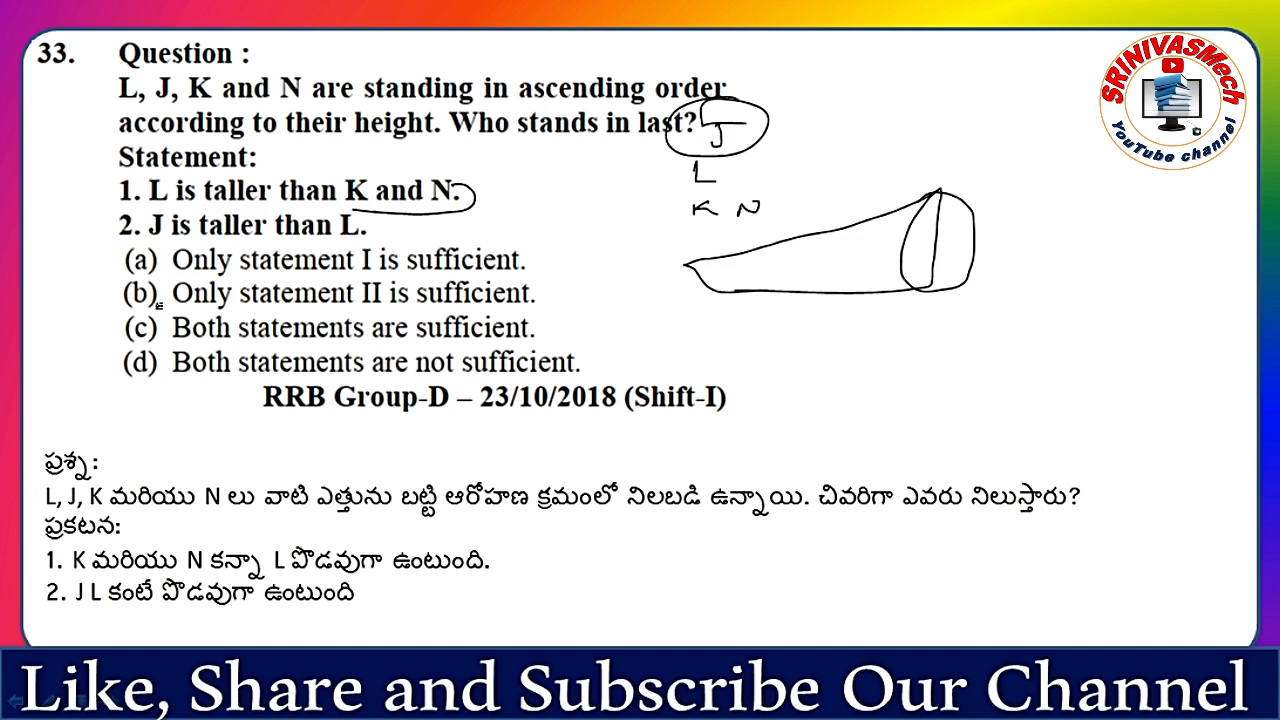 33. Question :
L, J, K and N are standing in ascending order
according to their height. Who stands in last?
J
Statement:
L
1. L is taller than K and N.
K N
2. J is taller than L.
(a) Only statement I is sufficient.
(b) Only statement II is sufficient.
(c) Both statements are sufficient.
(d) Both statements are not sufficient.
RRB Group-D – 23/10/2018 (Shift-I)
SRINIVASMech
YouTube channel
ప్రశ్న :
L, J, K మరియు N లు వాటి ఎత్తును బట్టి ఆరోహణ క్రమంలో నిలబడి ఉన్నాయి. చివరిగా ఎవరు నిలుస్తారు?
ప్రకటన:
1. K మరియు N కన్నా L పొడవుగా ఉంటుంది.
2. J L కంటే పొడవుగా ఉంటుంది
Like, Share and Subscribe Our Channel